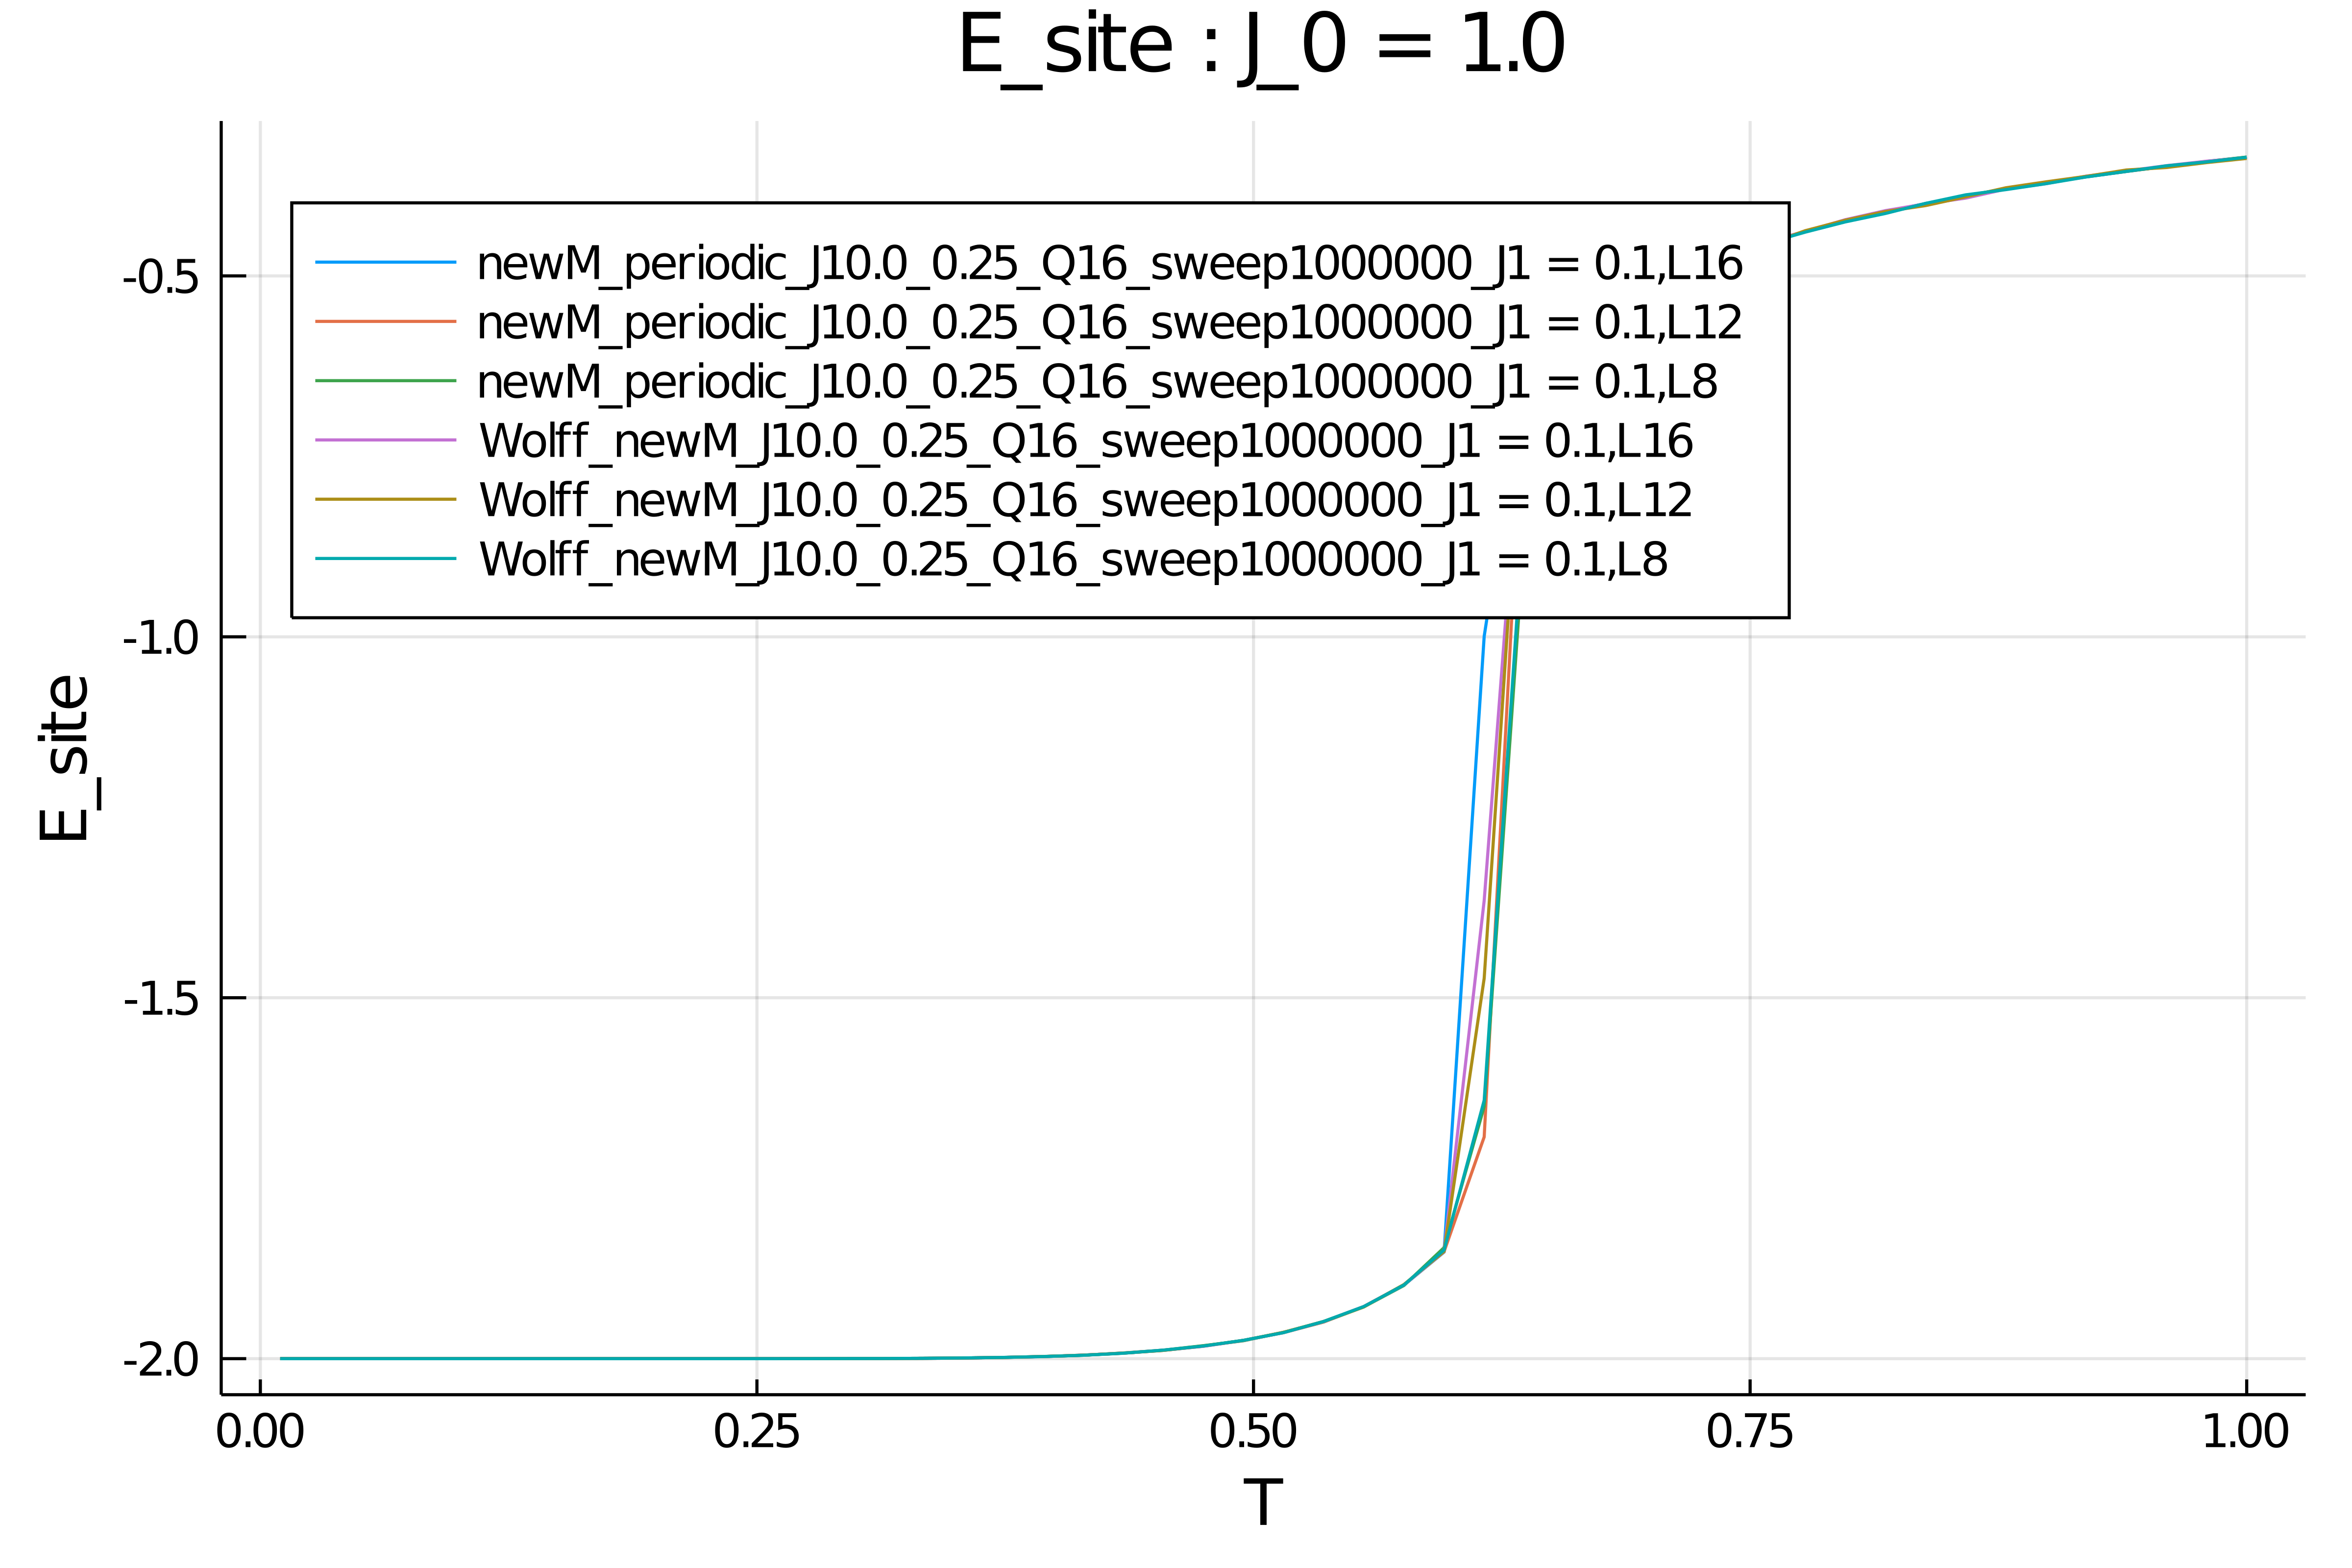 E_site : J_0 = 1.0
newM_periodic_J10.0_0.25_Q16_sweep1000000_J1 = 0.1,L16
newM_periodic_J10.0_0.25_Q16_sweep1000000_J1 = 0.1,L12
newM_periodic_J10.0_0.25_Q16_sweep1000000_J1 = 0.1,L8
Wolff_newM_J10.0_0.25_Q16_sweep1000000_J1 = 0.1,L16
Wolff_newM_J10.0_0.25_Q16_sweep1000000_J1 = 0.1,L12
Wolff_newM_J10.0_0.25_Q16_sweep1000000_J1 = 0.1,L8
-0.5
-1.0
-1.5
-2.0
E_site
0.00 0.25 0.50 0.75 1.00
T